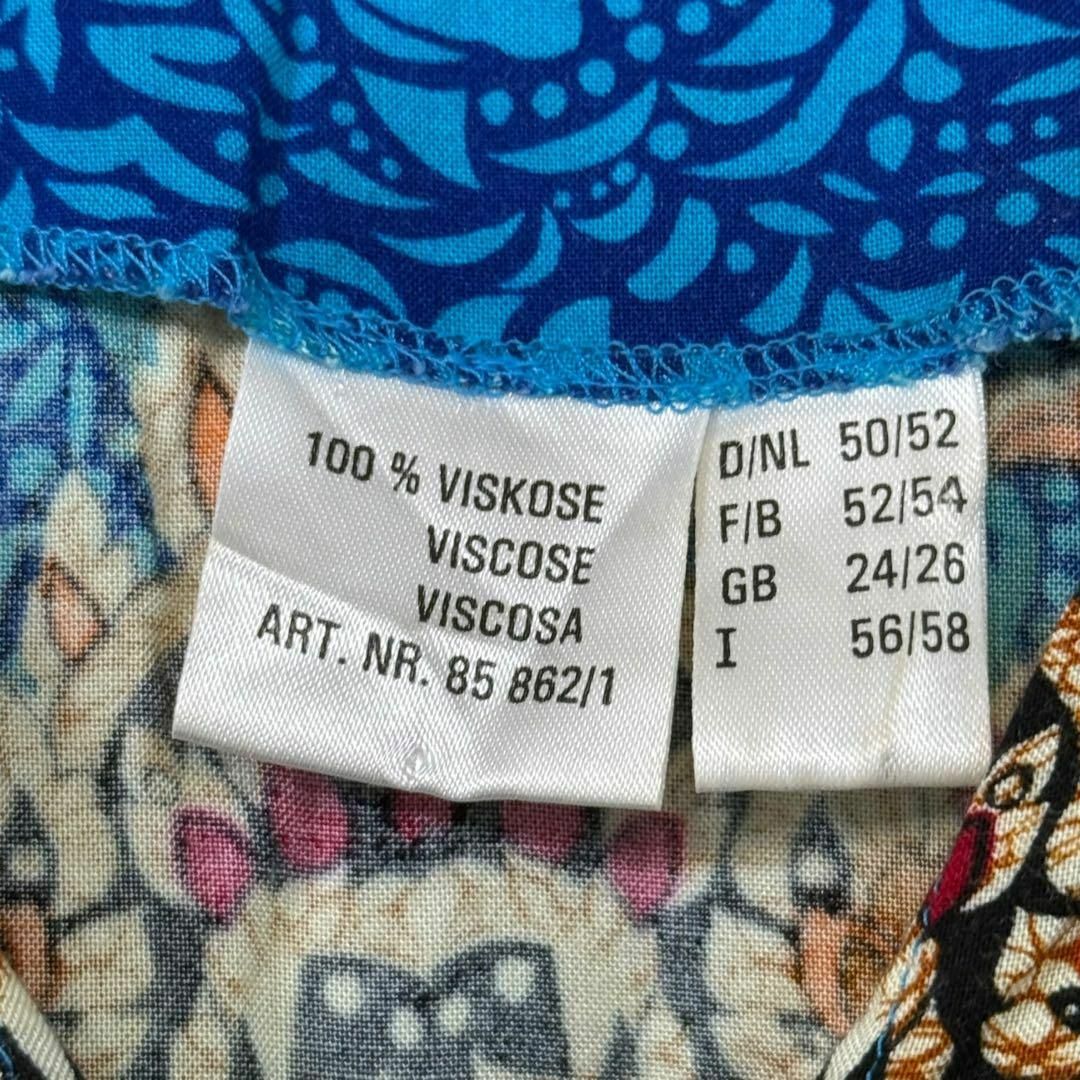 100 % VISKOSE
VISCOSE
VISCOSA
ART. NR. 85 862/1
D/NL 50/52
F/B 52/54
GB 24/26
I 56/58